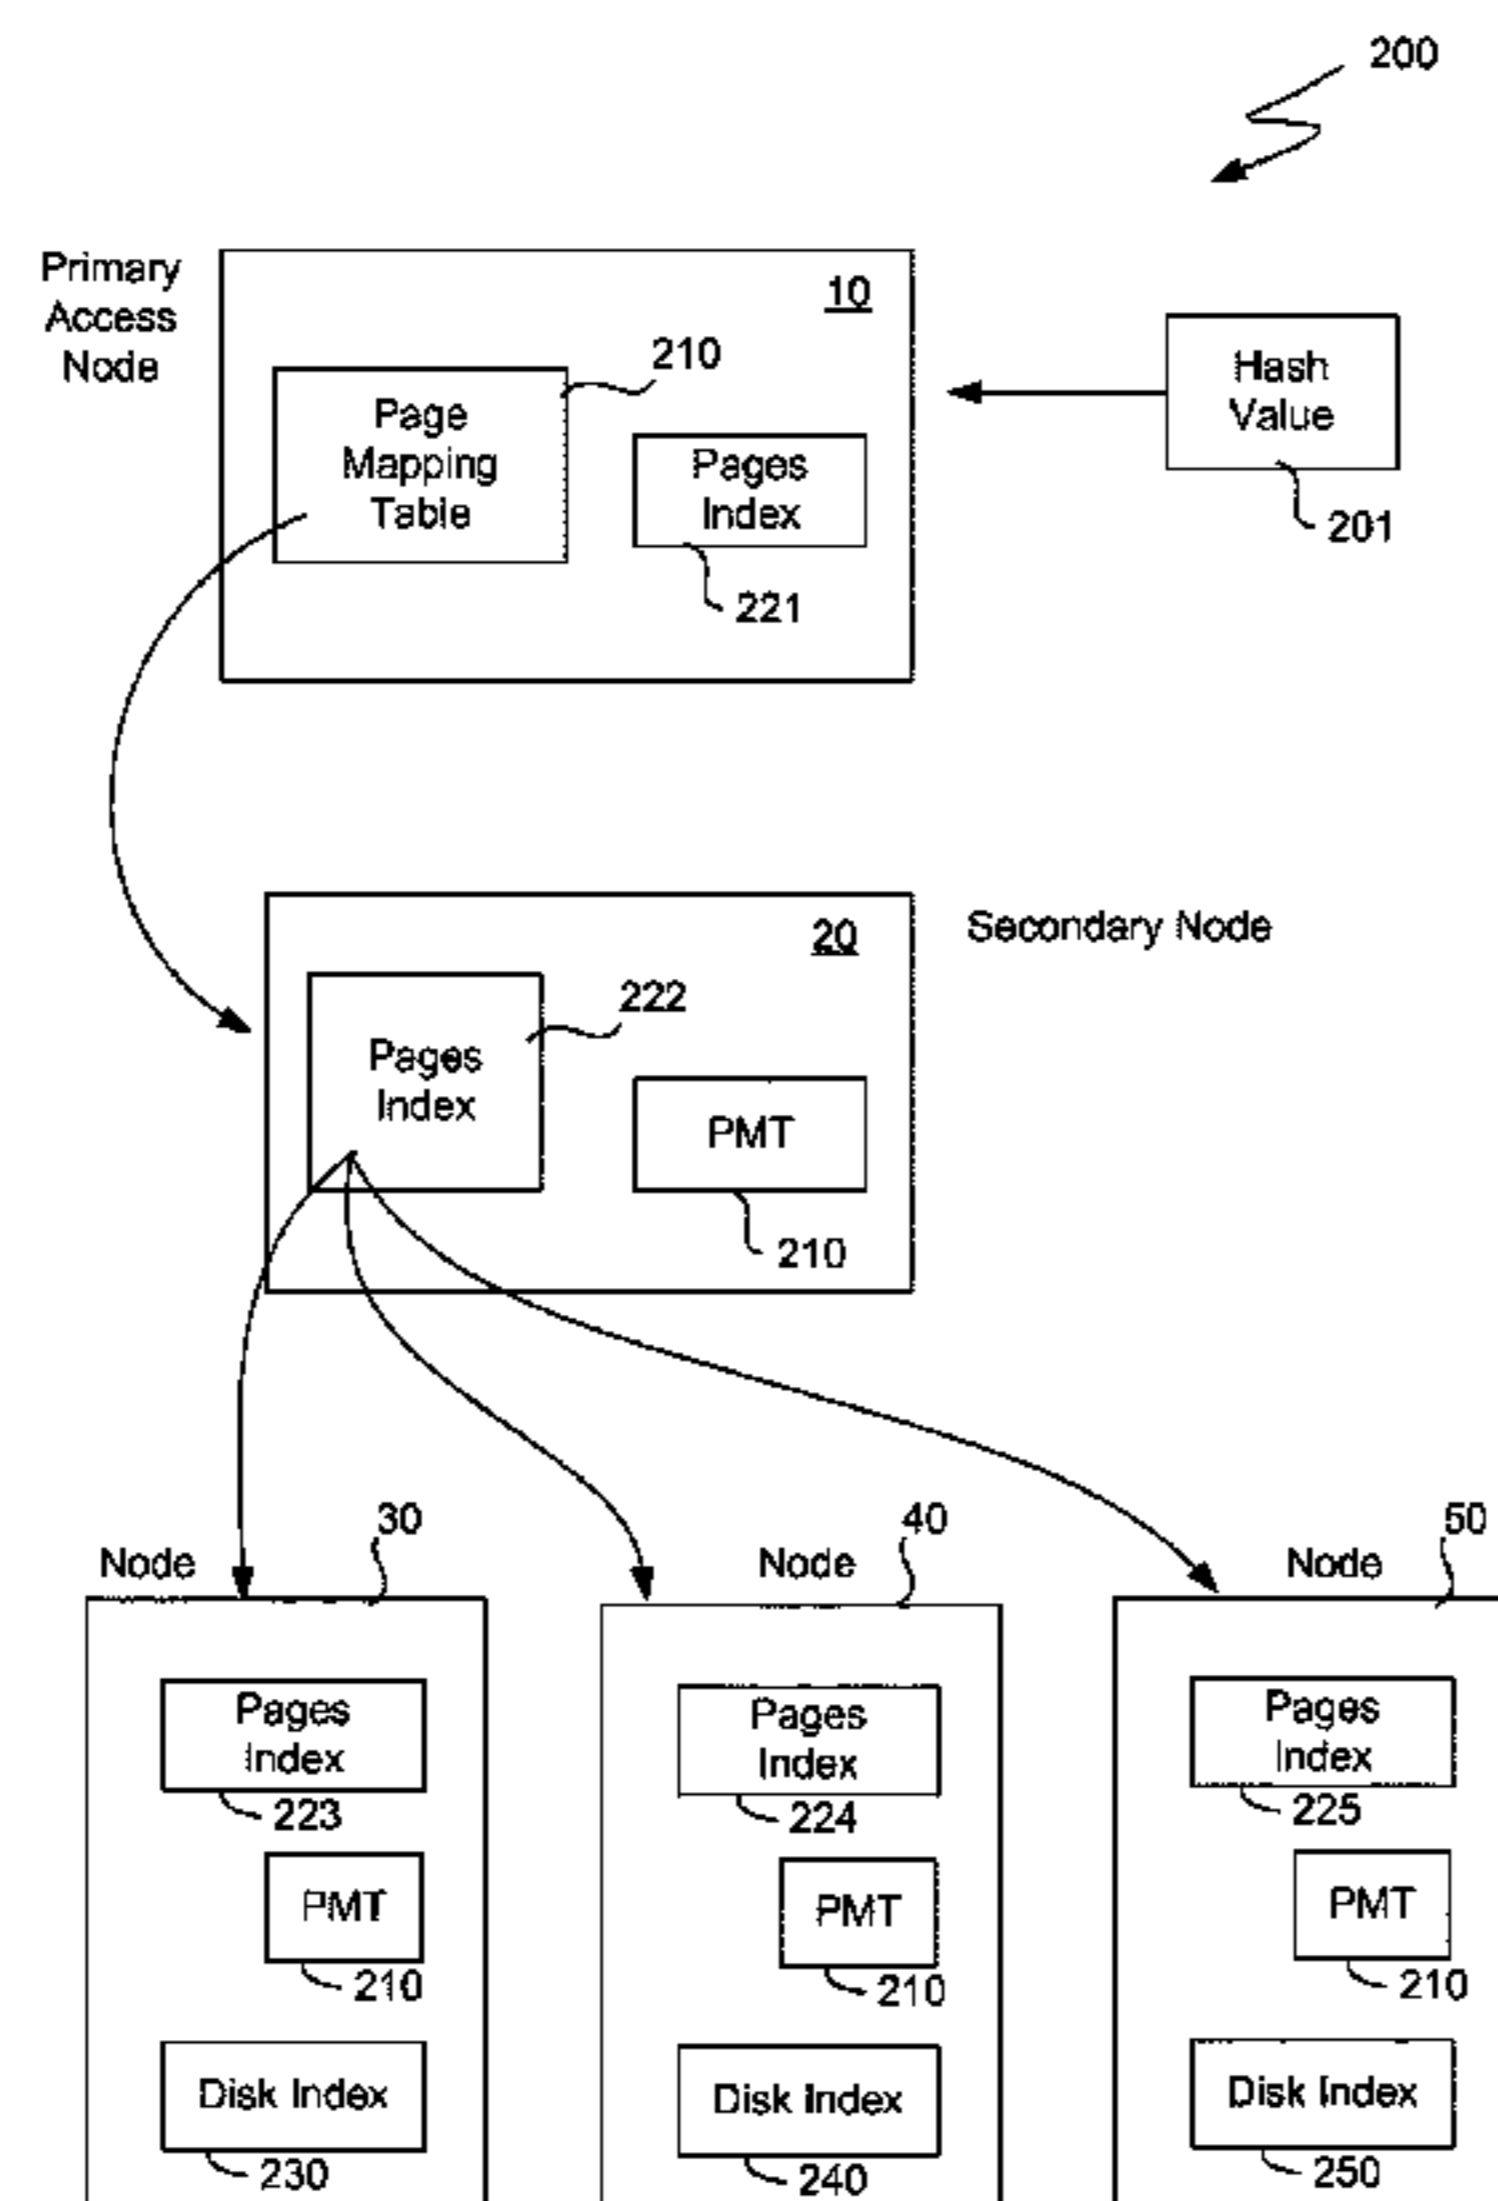 200
Primary
Access
Node
10
210
Page
Mapping
Table
Pages
Index
221
Hash
Value
201
20
Secondary Node
222
Pages
Index
PMT
210
Node
30
Pages
Index
223
PMT
210
Disk Index
230
Node
40
Pages
Index
224
PMT
210
Disk Index
240
Node
50
Pages
Index
225
PMT
210
Disk Index
250